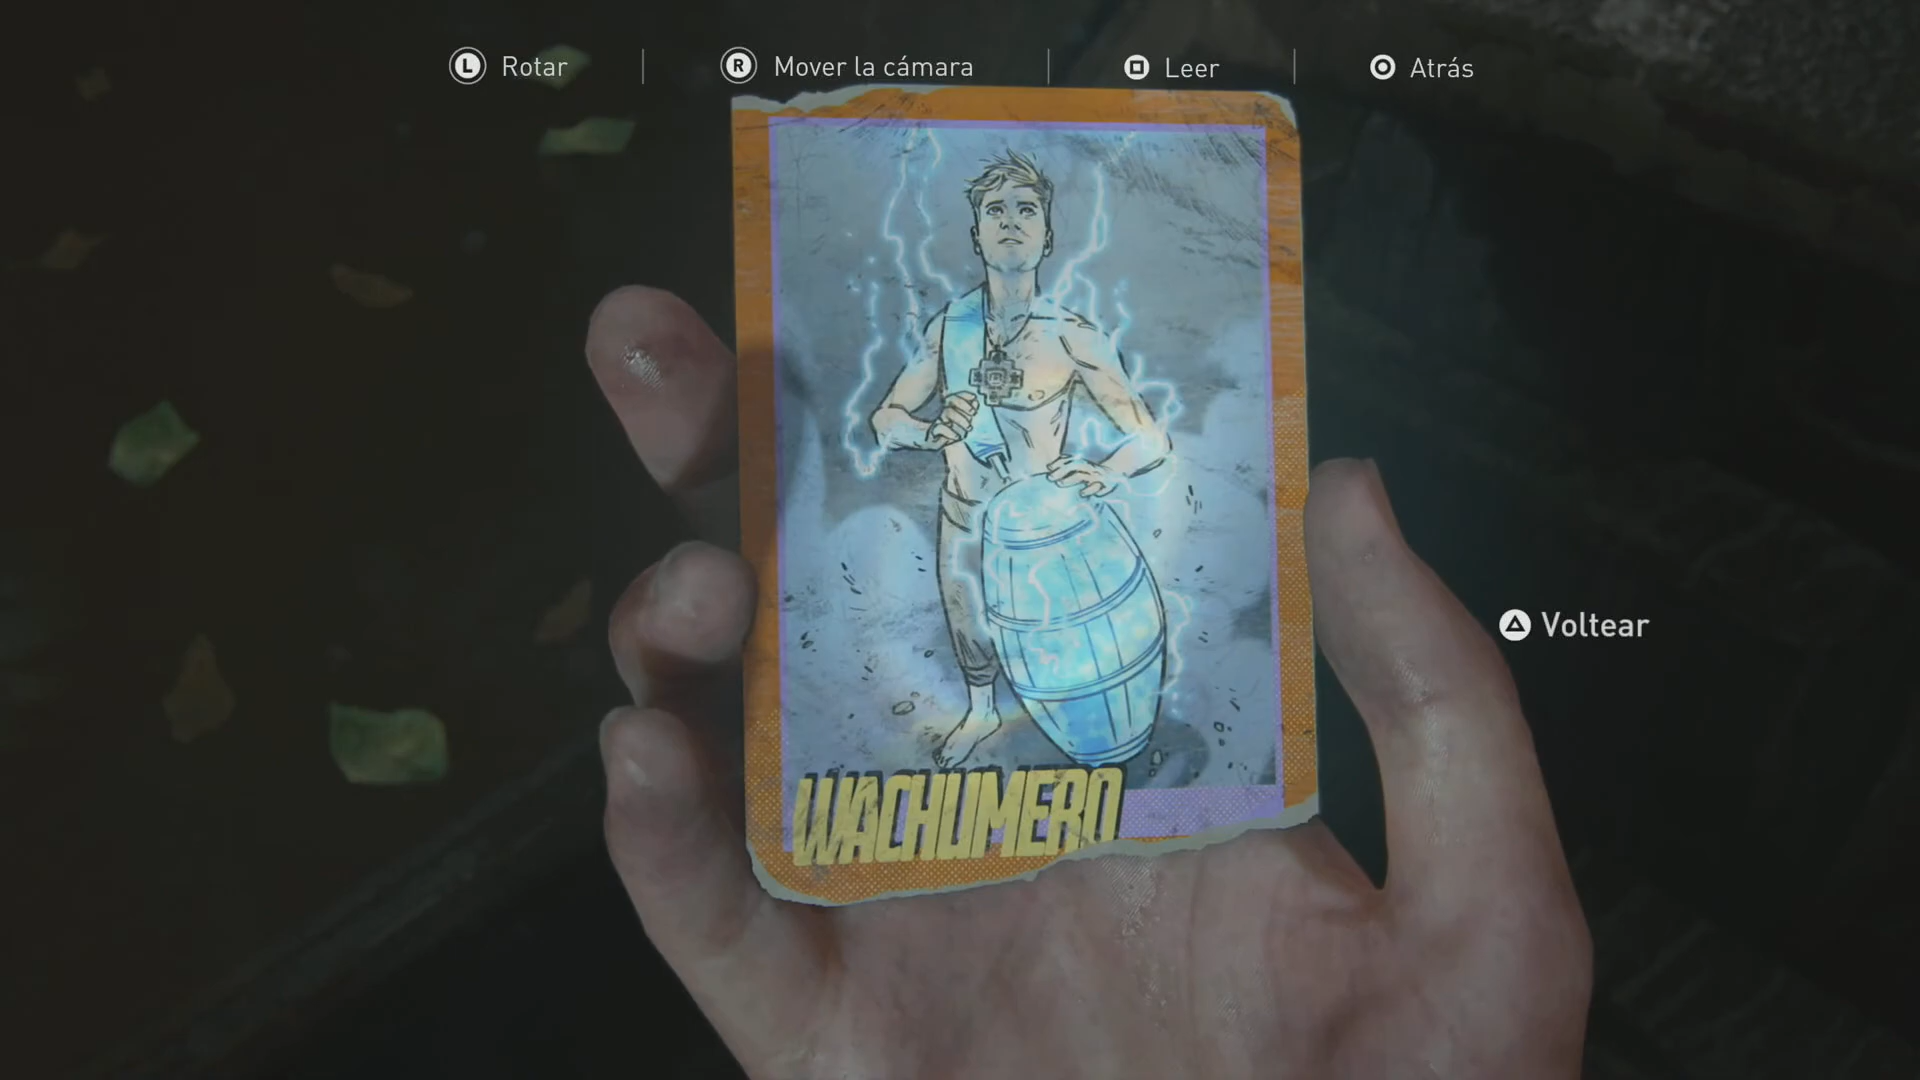 L Rotar
R Mover la cámara
Leer
Atrás
Voltear
WACHUMERO